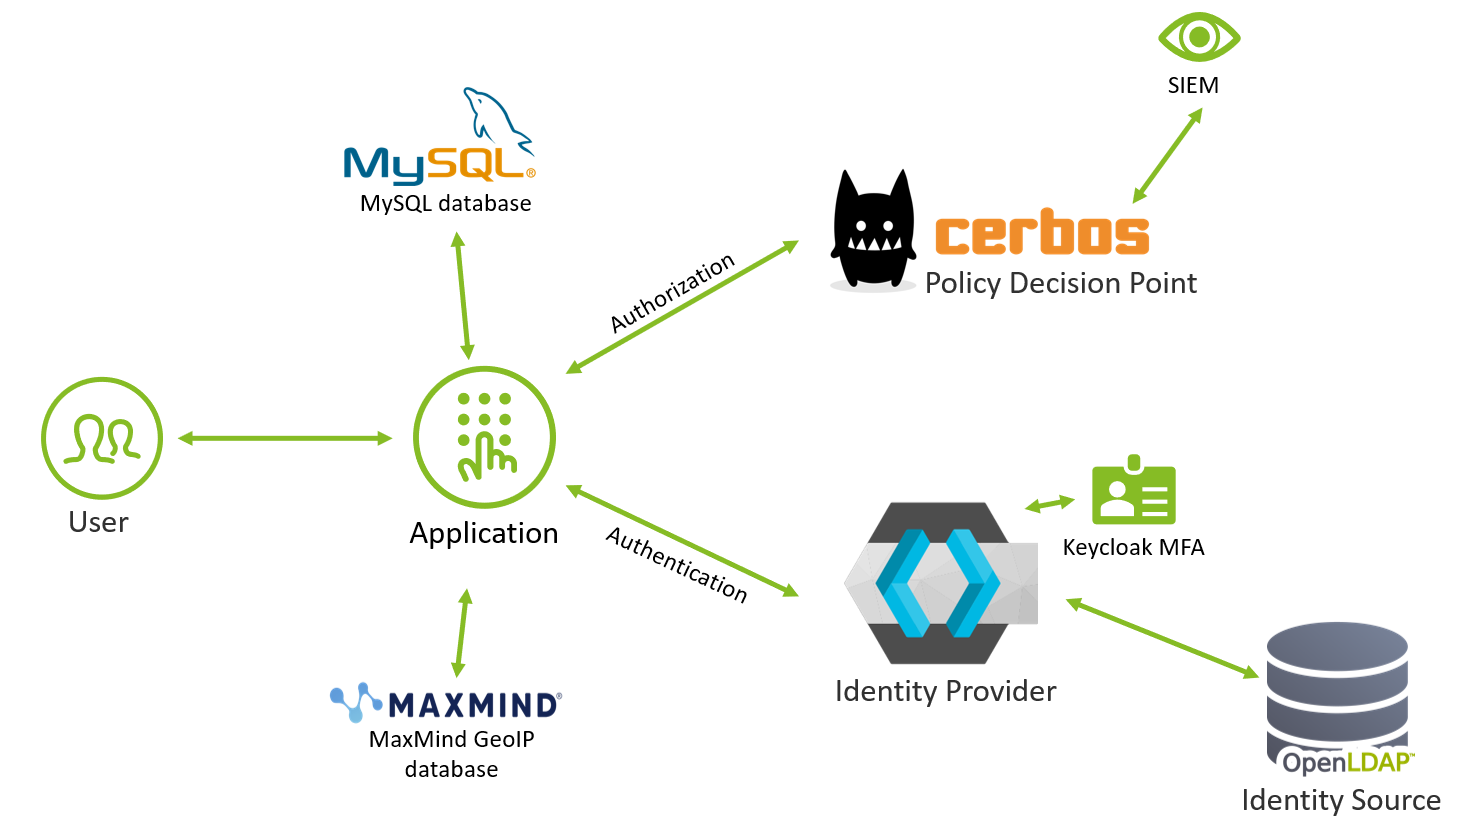 SIEM
MySQL®
MySQL database
cerbos
Policy Decision Point
Authorization
User
Application
Authentication
Keycloak MFA
Identity Provider
MAXMIND®
MaxMind GeoIP
database
OpenLDAP™
Identity Source